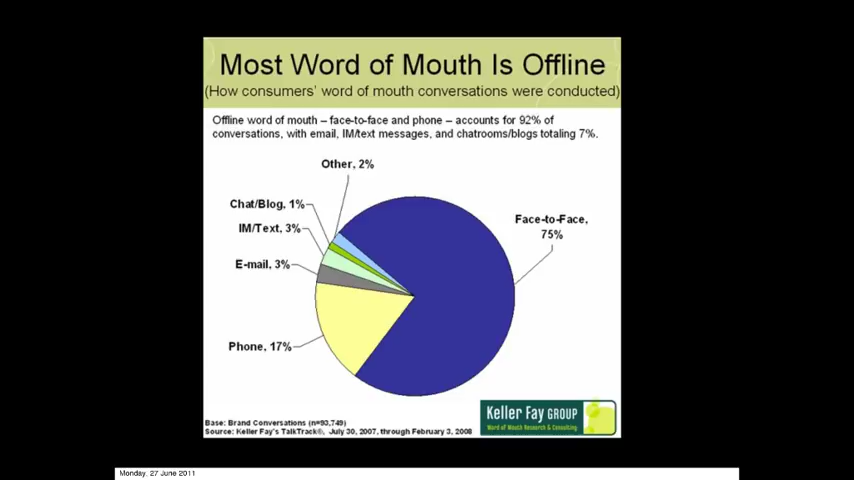 Most Word of Mouth Is Offline
(How consumers' word of mouth conversations were conducted)
Offline word of mouth – face-to-face and phone – accounts for 92% of
conversations, with email, IM/text messages, and chatrooms/blogs totaling 7%.
Other, 2%
Chat/Blog, 1%
IM/Text, 3%
E-mail, 3%
Phone, 17%
Face-to-Face,
75%
Keller Fay GROUP
Word of Mouth Research & Consulting
Base: Brand Conversations (n=93,749)
Source: Keller Fay's TalkTrack®, July 30, 2007, through February 3, 2008
Monday, 27 June 2011